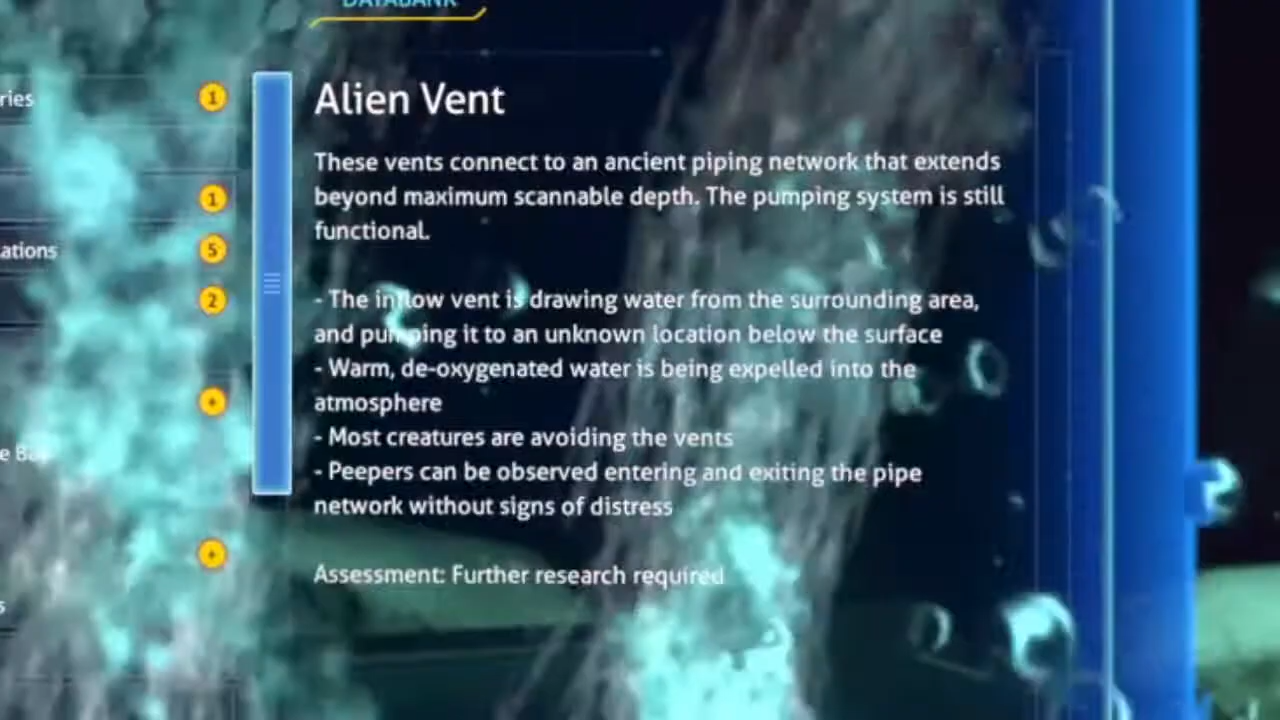 DATABANK
ries 1
Alien Vent
These vents connect to an ancient piping network that extends
1
beyond maximum scannable depth. The pumping system is still
functional.
ations 5
2
- The inflow vent is drawing water from the surrounding area,
and pumping it to an unknown location below the surface
- Warm, de-oxygenated water is being expelled into the
atmosphere
- Most creatures are avoiding the vents
- Peepers can be observed entering and exiting the pipe
network without signs of distress
Assessment: Further research required